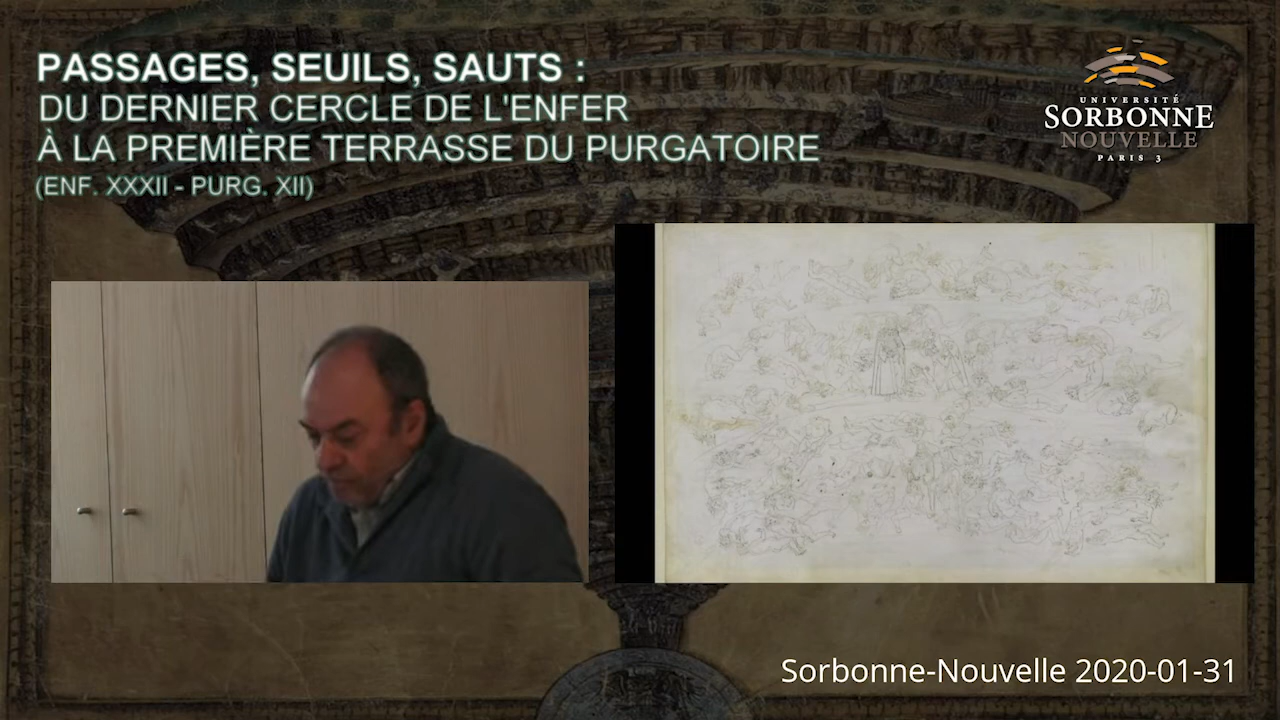 PASSAGES, SEUILS, SAUTS :
DU DERNIER CERCLE DE L'ENFER
À LA PREMIÈRE TERRASSE DU PURGATOIRE
(ENF. XXXII - PURG. XII)
UNIVERSITÉ
SORBONNE
NOUVELLE
PARIS 3
Sorbonne-Nouvelle 2020-01-31